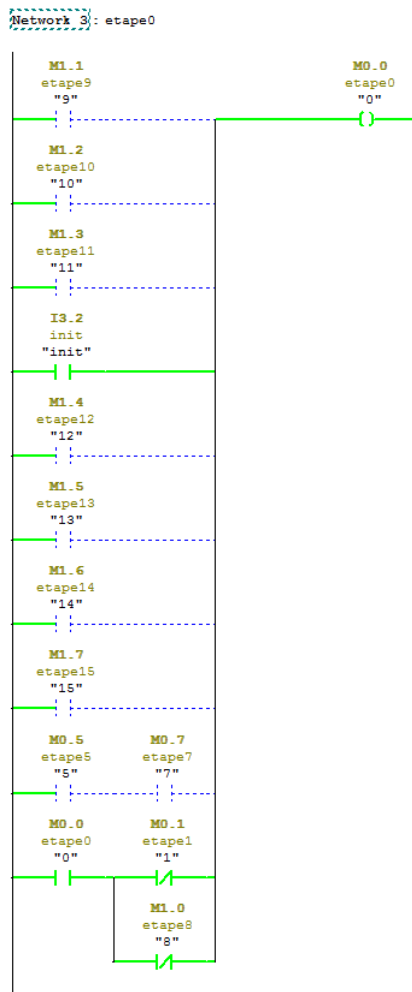 Network 3: etape0
M1.1
etape9
"9"
M0.0
etape0
"0"
M1.2
etape10
"10"
M1.3
etape11
"11"
I3.2
init
"init"
M1.4
etape12
"12"
M1.5
etape13
"13"
M1.6
etape14
"14"
M1.7
etape15
"15"
M0.5 M0.7
etape5 etape7
"5" "7"
M0.0 M0.1
etape0 etape1
"0" "1"
M1.0
etape8
"8"